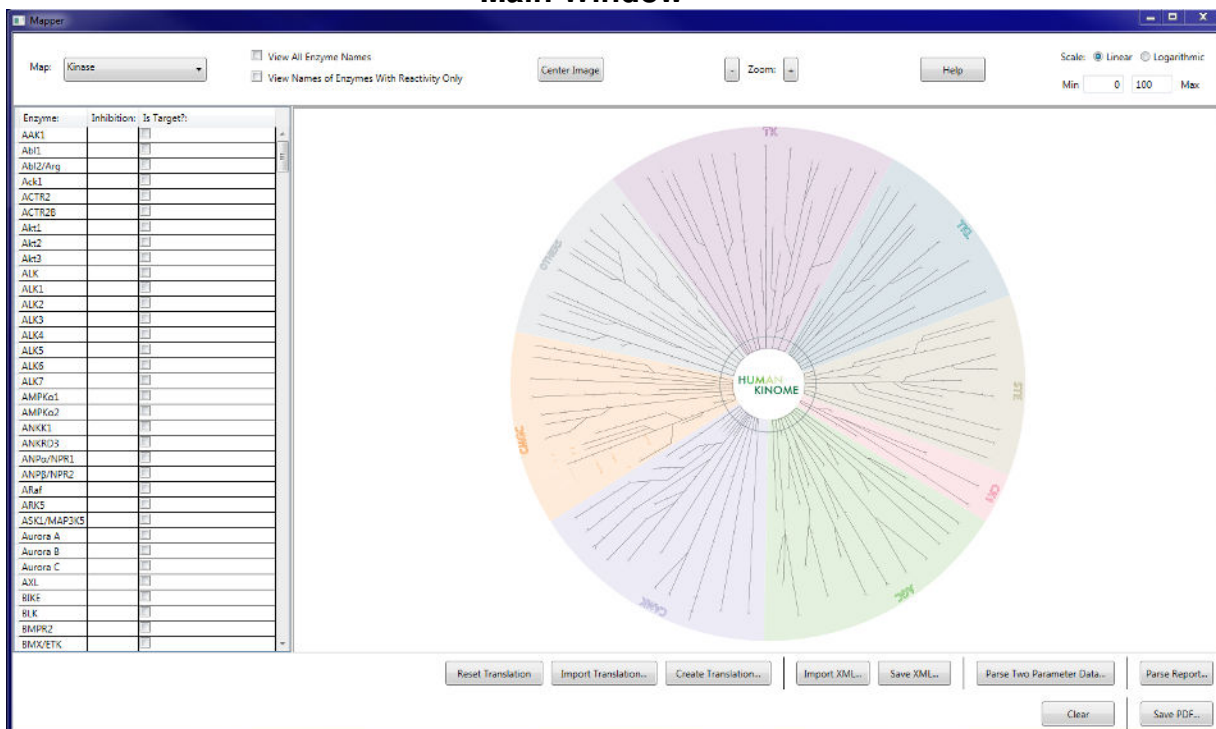 Main Window
Mapper
Map: Kinase
View All Enzyme Names
View Names of Enzymes With Reactivity Only
Center Image
- Zoom: +
Help
Scale: Linear Logarithmic
Min 0 100 Max
Enzyme: Inhibition: Is Target?:
AAK1
Abl1
Abl2/Arg
Ack1
ACTR2
ACTR2B
Akt1
Akt2
Akt3
ALK
ALK1
ALK2
ALK3
ALK4
ALK5
ALK6
ALK7
AMPKα1
AMPKα2
ANKK1
ANKRD3
ANPα/NPR1
ANPβ/NPR2
ARaf
ARK5
ASK1/MAP3K5
Aurora A
Aurora B
Aurora C
AXL
BIKE
BLK
BMPR2
BMX/ETK
TK
TKL
OTHER
STE
HUMAN
KINOME
CMGC
CK1
AGC
CAMK
Reset Translation Import Translation... Create Translation... Import XML... Save XML... Parse Two Parameter Data... Parse Report...
Clear Save PDF...